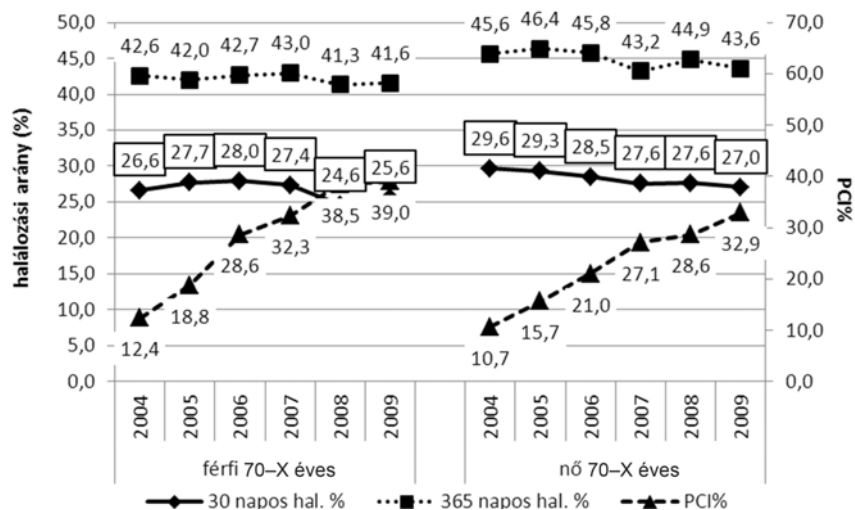 halálozási arány (%)
50,0
45,0
40,0
35,0
30,0
25,0
20,0
15,0
10,0
5,0
0,0
70,0
60,0
50,0
40,0
30,0
20,0
10,0
0,0
PCI%
42,6 42,0 42,7 43,0 41,3 41,6
45,6 46,4 45,8 43,2 44,9 43,6
26,6 27,7 28,0 27,4 24,6 25,6
29,6 29,3 28,5 27,6 27,6 27,0
12,4 18,8 28,6 32,3 38,5 39,0
10,7 15,7 21,0 27,1 28,6 32,9
2004 2005 2006 2007 2008 2009
2004 2005 2006 2007 2008 2009
férfi 70–X éves
nő 70–X éves
30 napos hal. % 365 napos hal. % PCI%